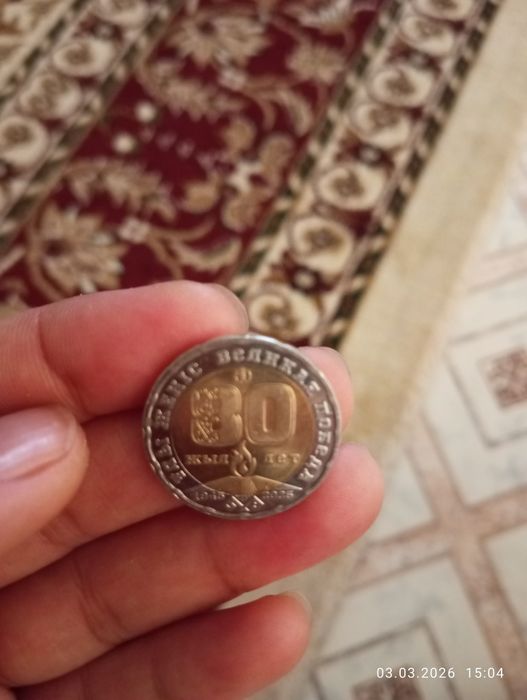 ҰЛЫ ЖЕҢІС ВЕЛИКАЯ ПОБЕДА
80
ЖЫЛ ЛЕТ
1945 2025
03.03.2026 15:04